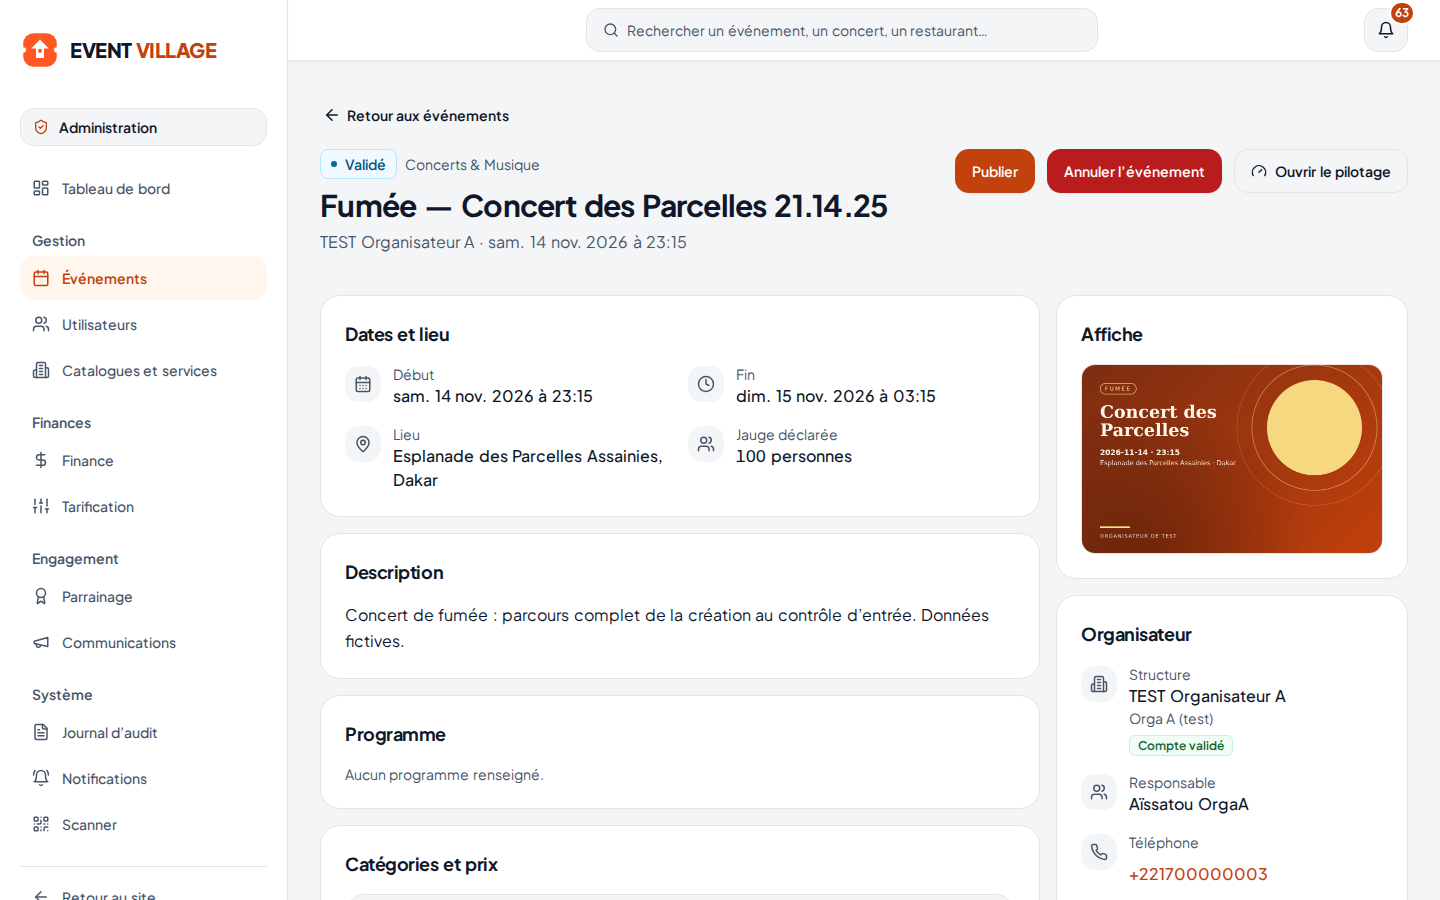 EVENT VILLAGE
Administration
Tableau de bord
Gestion
Événements
Utilisateurs
Catalogues et services
Finances
Finance
Tarification
Engagement
Parrainage
Communications
Système
Journal d’audit
Notifications
Scanner
Retour au site
Rechercher un événement, un concert, un restaurant…
63
Retour aux événements
Validé Concerts & Musique
Fumée — Concert des Parcelles 21.14.25
TEST Organisateur A · sam. 14 nov. 2026 à 23:15
Publier
Annuler l’événement
Ouvrir le pilotage
Dates et lieu
Début
sam. 14 nov. 2026 à 23:15
Fin
dim. 15 nov. 2026 à 03:15
Lieu
Esplanade des Parcelles Assainies,
Dakar
Jauge déclarée
100 personnes
Description
Concert de fumée : parcours complet de la création au contrôle d’entrée. Données
fictives.
Programme
Aucun programme renseigné.
Catégories et prix
Affiche
FUMÉE
Concert des
Parcelles
2026-11-14 · 23:15
Esplanade des Parcelles Assainies · Dakar
ORGANISATEUR DE TEST
Organisateur
Structure
TEST Organisateur A
Orga A (test)
Compte validé
Responsable
Aïssatou OrgaA
Téléphone
+221700000003